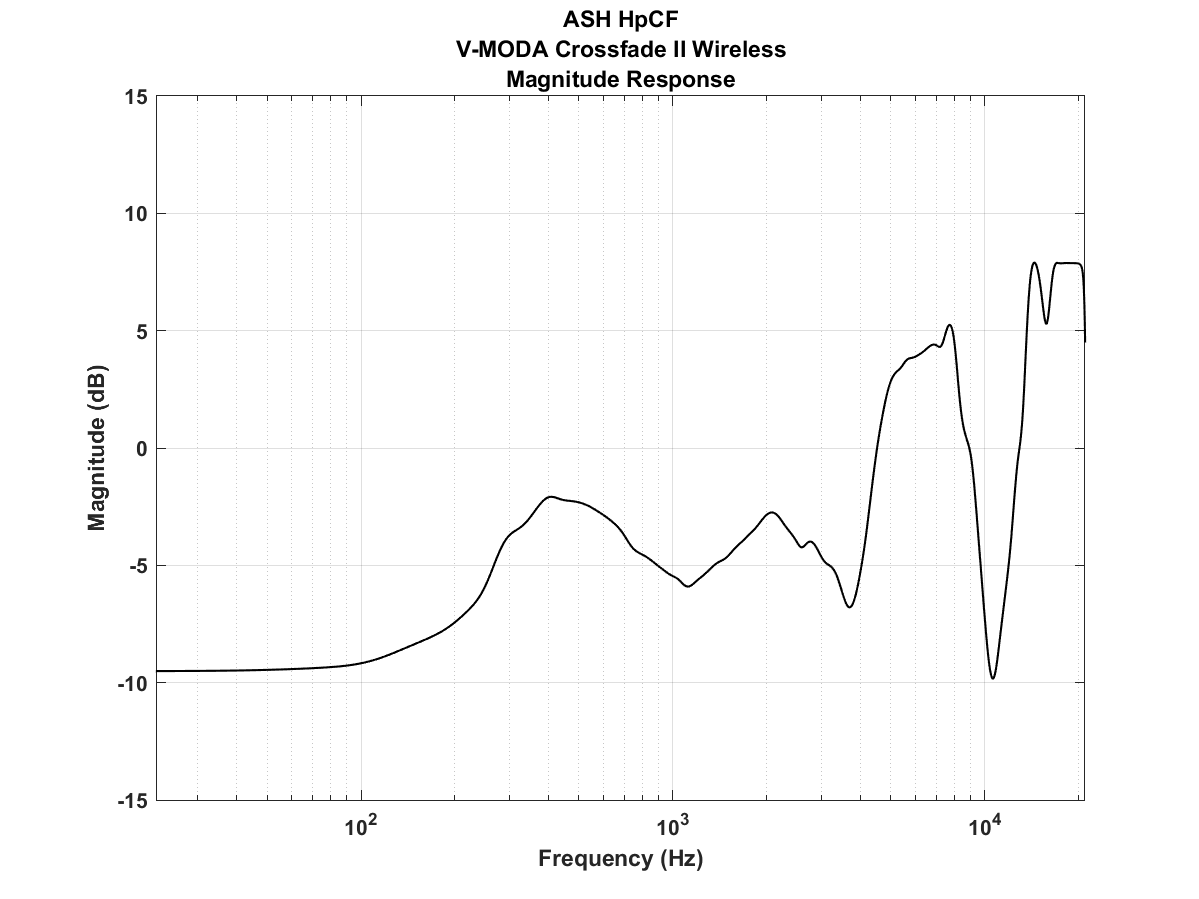 ASH HpCF
V-MODA Crossfade II Wireless
Magnitude Response
15
10
5
0
-5
-10
-15
Magnitude (dB)
10²
10³
10⁴
Frequency (Hz)